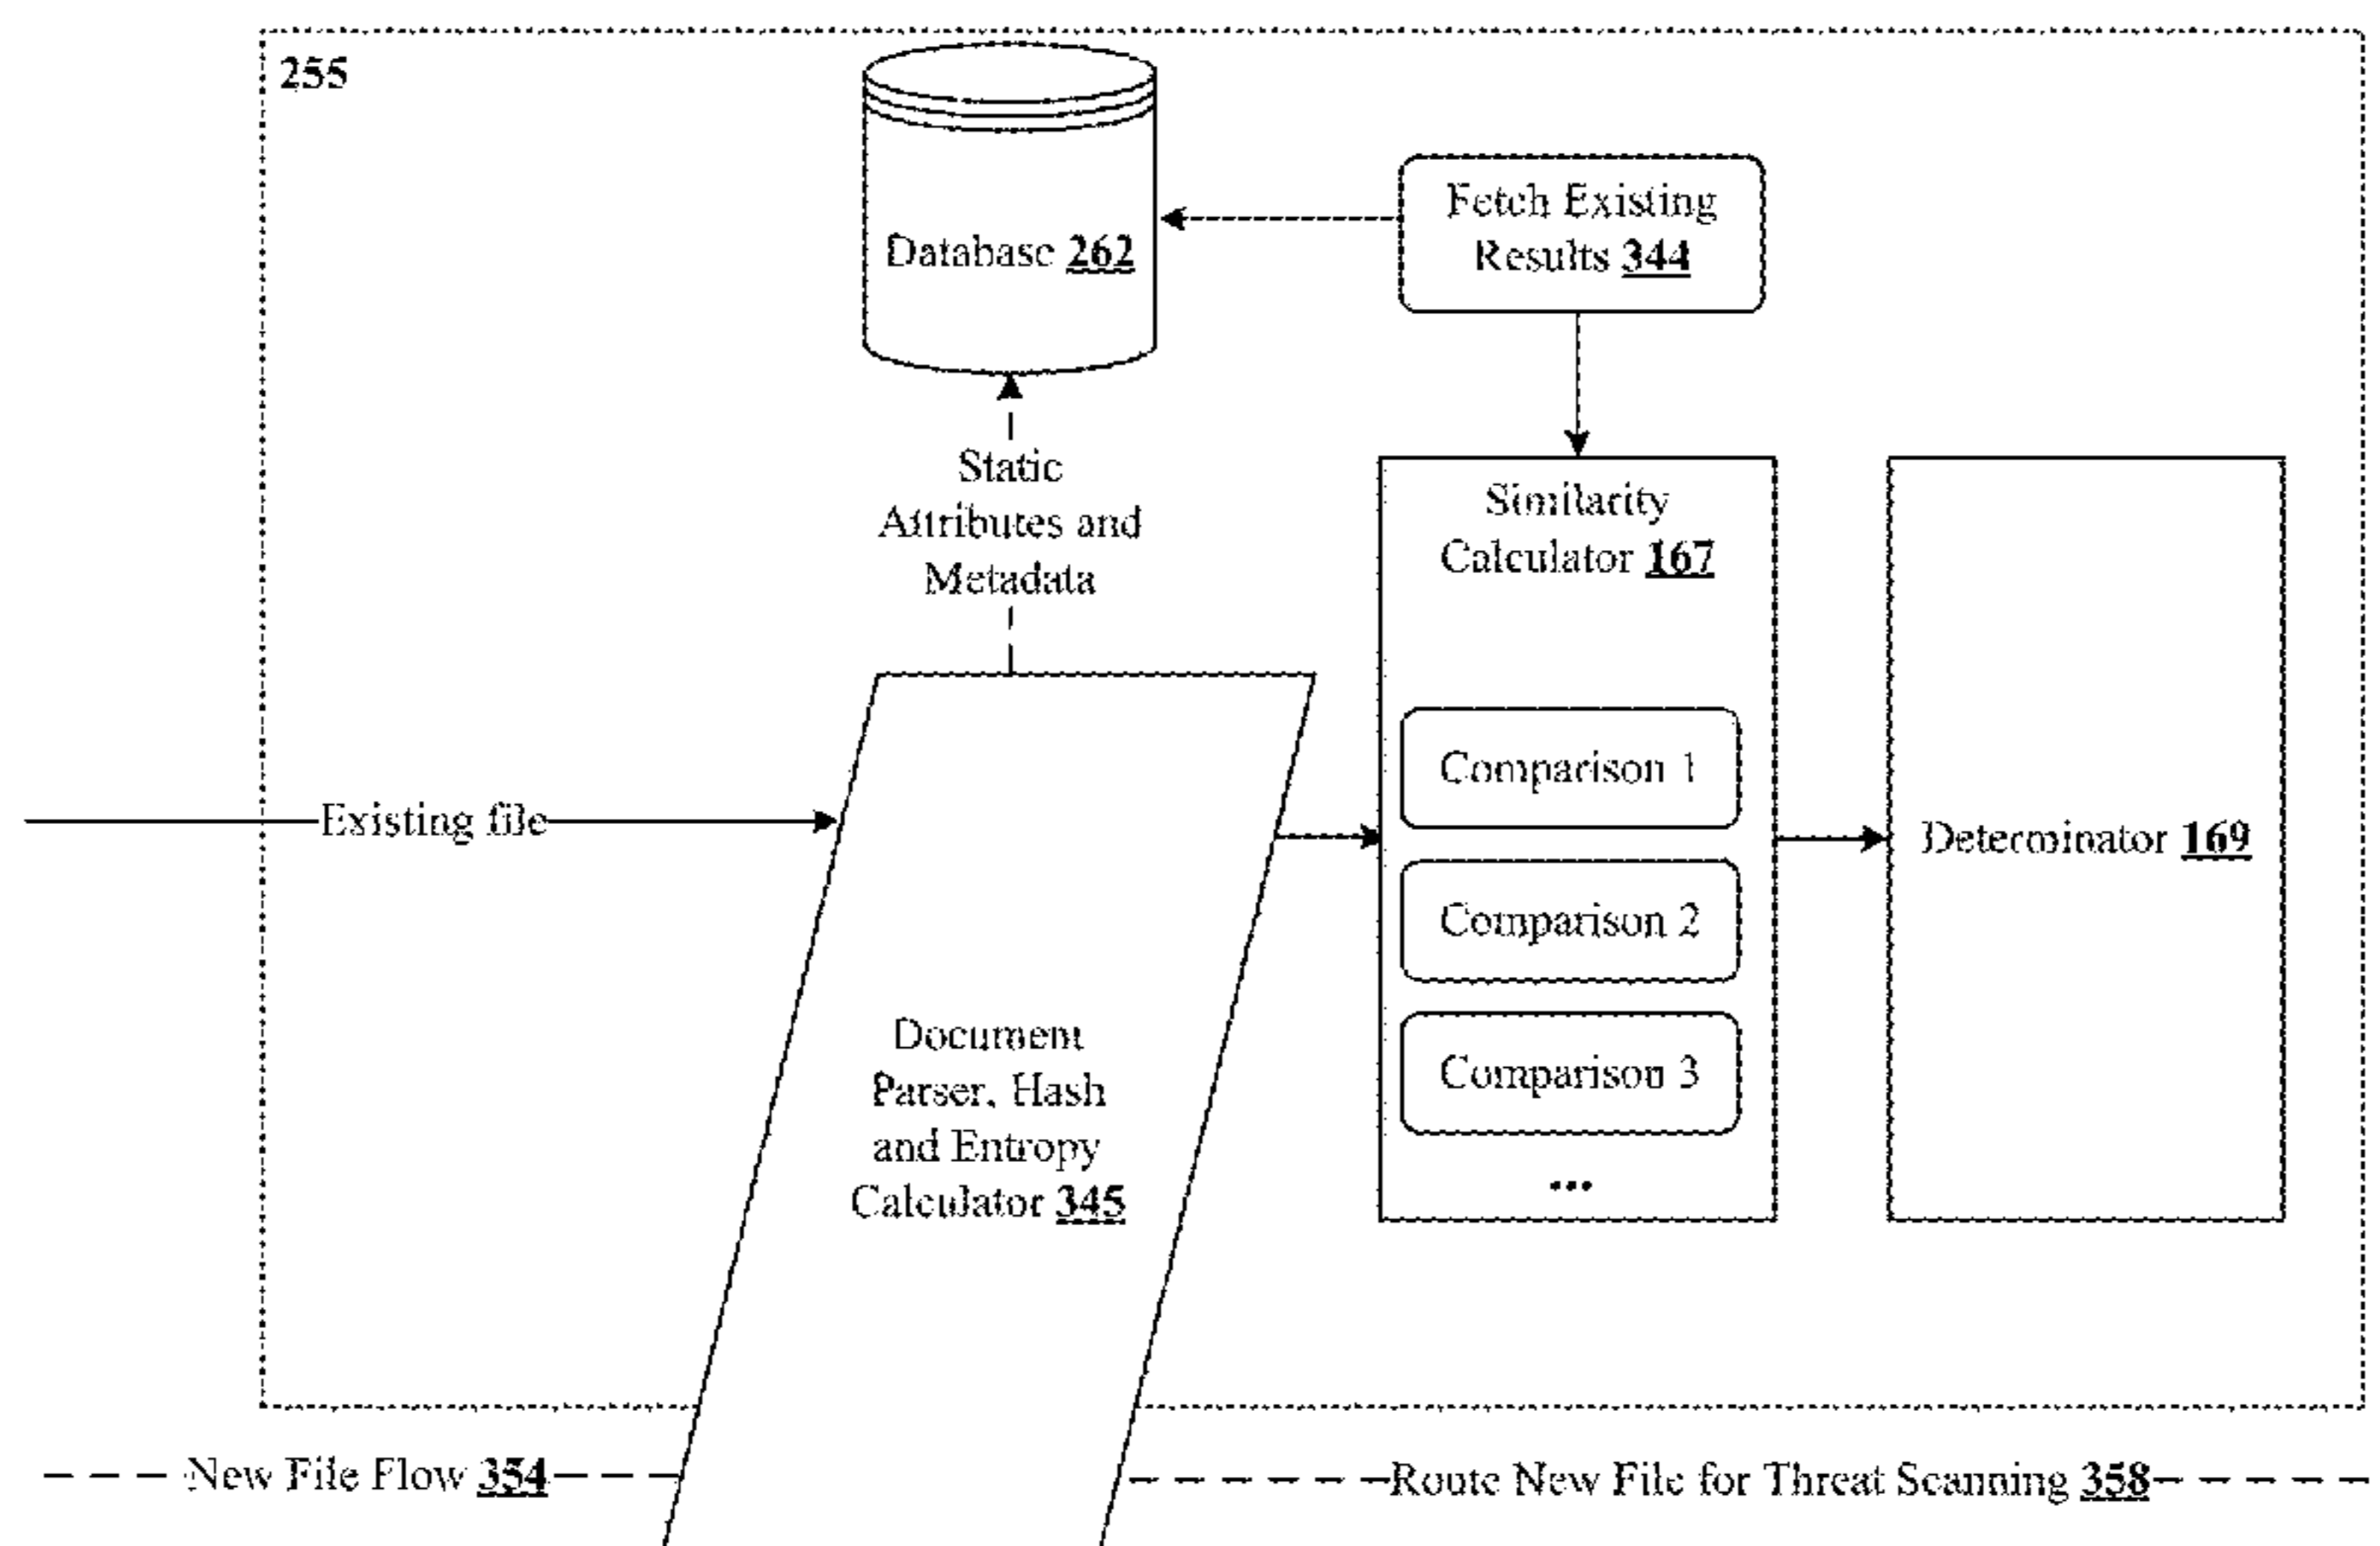 255
Database 262
Fetch Existing
Results 344
Static
Attributes and
Metadata
Similarity
Calculator 167
Comparison 1
Comparison 2
Comparison 3
...
Existing file
Determinator 169
Document
Parser, Hash
and Entropy
Calculator 345
New File Flow 354
Route New File for Threat Scanning 358